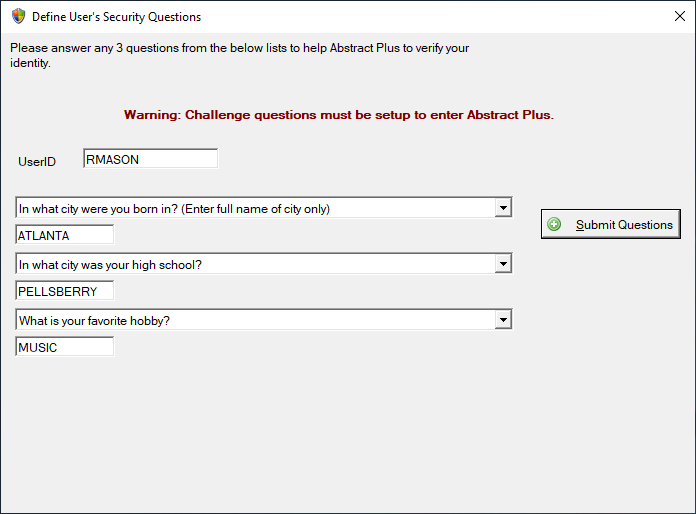 Define User's Security Questions
Please answer any 3 questions from the below lists to help Abstract Plus to verify your
identity.
Warning: Challenge questions must be setup to enter Abstract Plus.
UserID RMASON
In what city were you born in? (Enter full name of city only)
Submit Questions
ATLANTA
In what city was your high school?
PELLSBERRY
What is your favorite hobby?
MUSIC